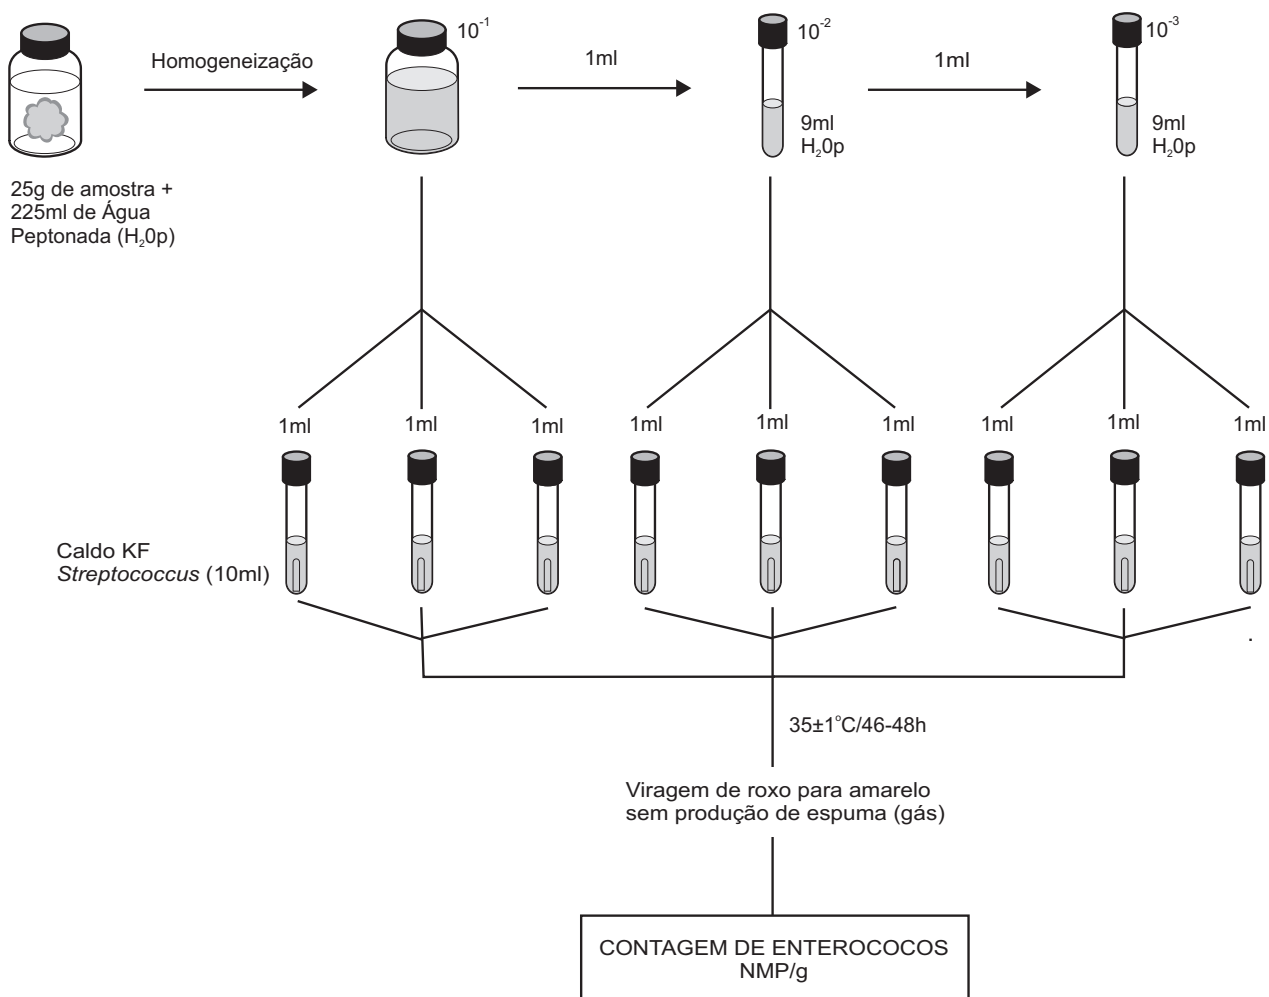 10⁻¹
10⁻²
10⁻³
Homogeneização
1ml
1ml
9ml
H₂0p
9ml
H₂0p
25g de amostra +
225ml de Água
Peptonada (H₂0p)
1ml
1ml
1ml
1ml
1ml
1ml
1ml
1ml
1ml
Caldo KF
Streptococcus (10ml)
35±1°C/46-48h
Viragem de roxo para amarelo
sem produção de espuma (gás)
CONTAGEM DE ENTEROCOCOS
NMP/g